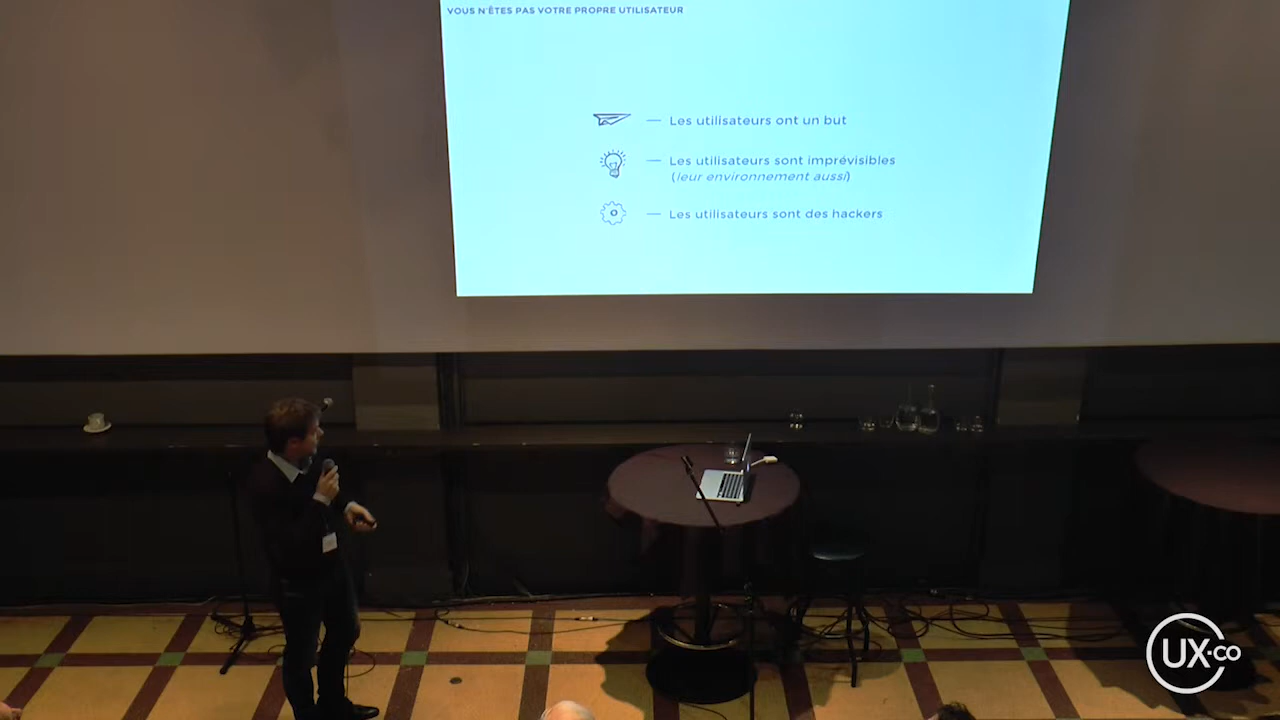 VOUS N'ÊTES PAS VOTRE PROPRE UTILISATEUR
— Les utilisateurs ont un but
— Les utilisateurs sont imprévisibles
(leur environnement aussi)
— Les utilisateurs sont des hackers
UX-co